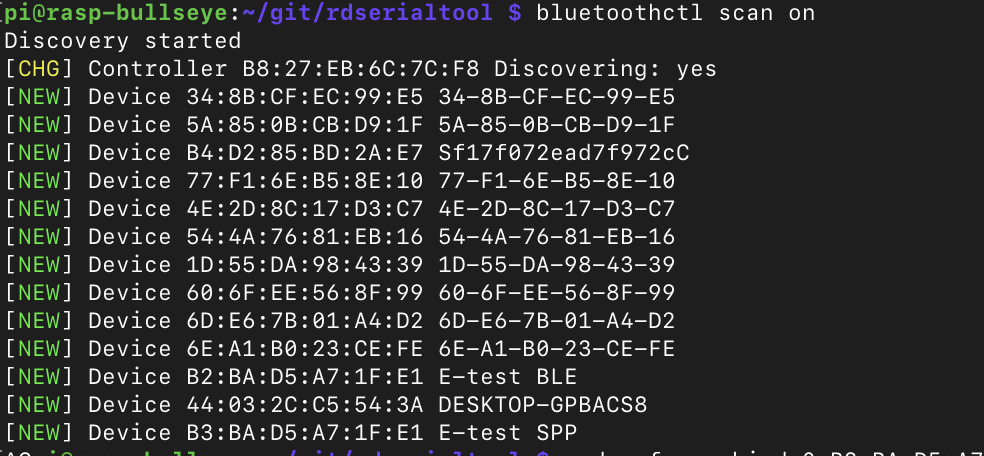 pi@rasp-bullseye:~/git/rdserialtool $ bluetoothctl scan on
Discovery started
[CHG] Controller B8:27:EB:6C:7C:F8 Discovering: yes
[NEW] Device 34:8B:CF:EC:99:E5 34-8B-CF-EC-99-E5
[NEW] Device 5A:85:0B:CB:D9:1F 5A-85-0B-CB-D9-1F
[NEW] Device B4:D2:85:BD:2A:E7 Sf17f072ead7f972cC
[NEW] Device 77:F1:6E:B5:8E:10 77-F1-6E-B5-8E-10
[NEW] Device 4E:2D:8C:17:D3:C7 4E-2D-8C-17-D3-C7
[NEW] Device 54:4A:76:81:EB:16 54-4A-76-81-EB-16
[NEW] Device 1D:55:DA:98:43:39 1D-55-DA-98-43-39
[NEW] Device 60:6F:EE:56:8F:99 60-6F-EE-56-8F-99
[NEW] Device 6D:E6:7B:01:A4:D2 6D-E6-7B-01-A4-D2
[NEW] Device 6E:A1:B0:23:CE:FE 6E-A1-B0-23-CE-FE
[NEW] Device B2:BA:D5:A7:1F:E1 E-test BLE
[NEW] Device 44:03:2C:C5:54:3A DESKTOP-GPBACS8
[NEW] Device B3:BA:D5:A7:1F:E1 E-test SPP